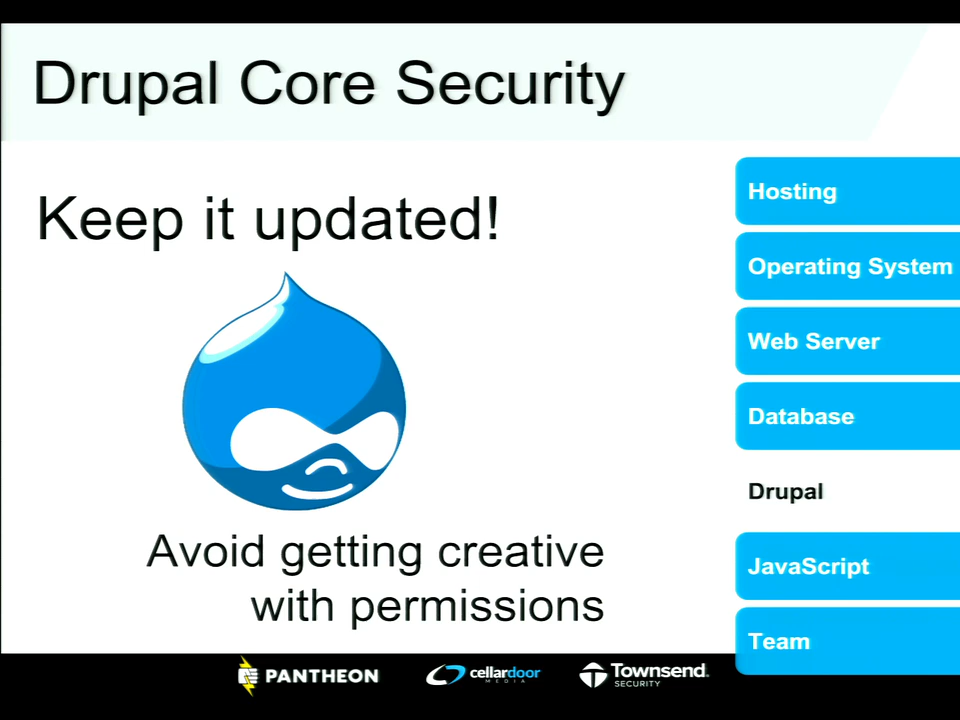 Drupal Core Security
Keep it updated!
Avoid getting creative
with permissions
Hosting
Operating System
Web Server
Database
Drupal
JavaScript
Team
PANTHEON
cellardoor
MEDIA
Townsend
SECURITY